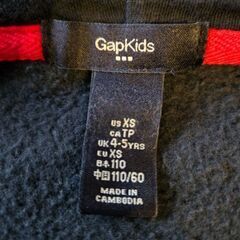 GapKids
US XS
CA TP
UK 4-5 YRS
EU XS
日本 110
中国 110/60
MADE IN
CAMBODIA